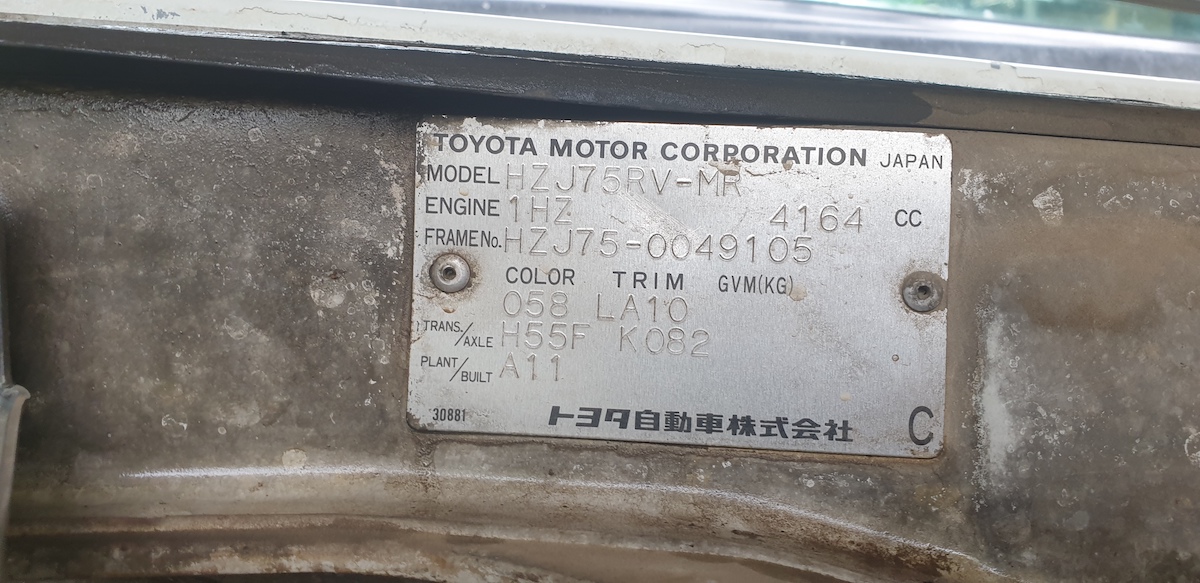 TOYOTA MOTOR CORPORATION JAPAN
MODEL HZJ75RV-MR
ENGINE 1HZ 4164 CC
FRAME No. HZJ75-0049105
COLOR TRIM GVM(KG)
058 LA10
TRANS./AXLE H55F K082
PLANT/BUILT A11
30881 トヨタ自動車株式会社 C